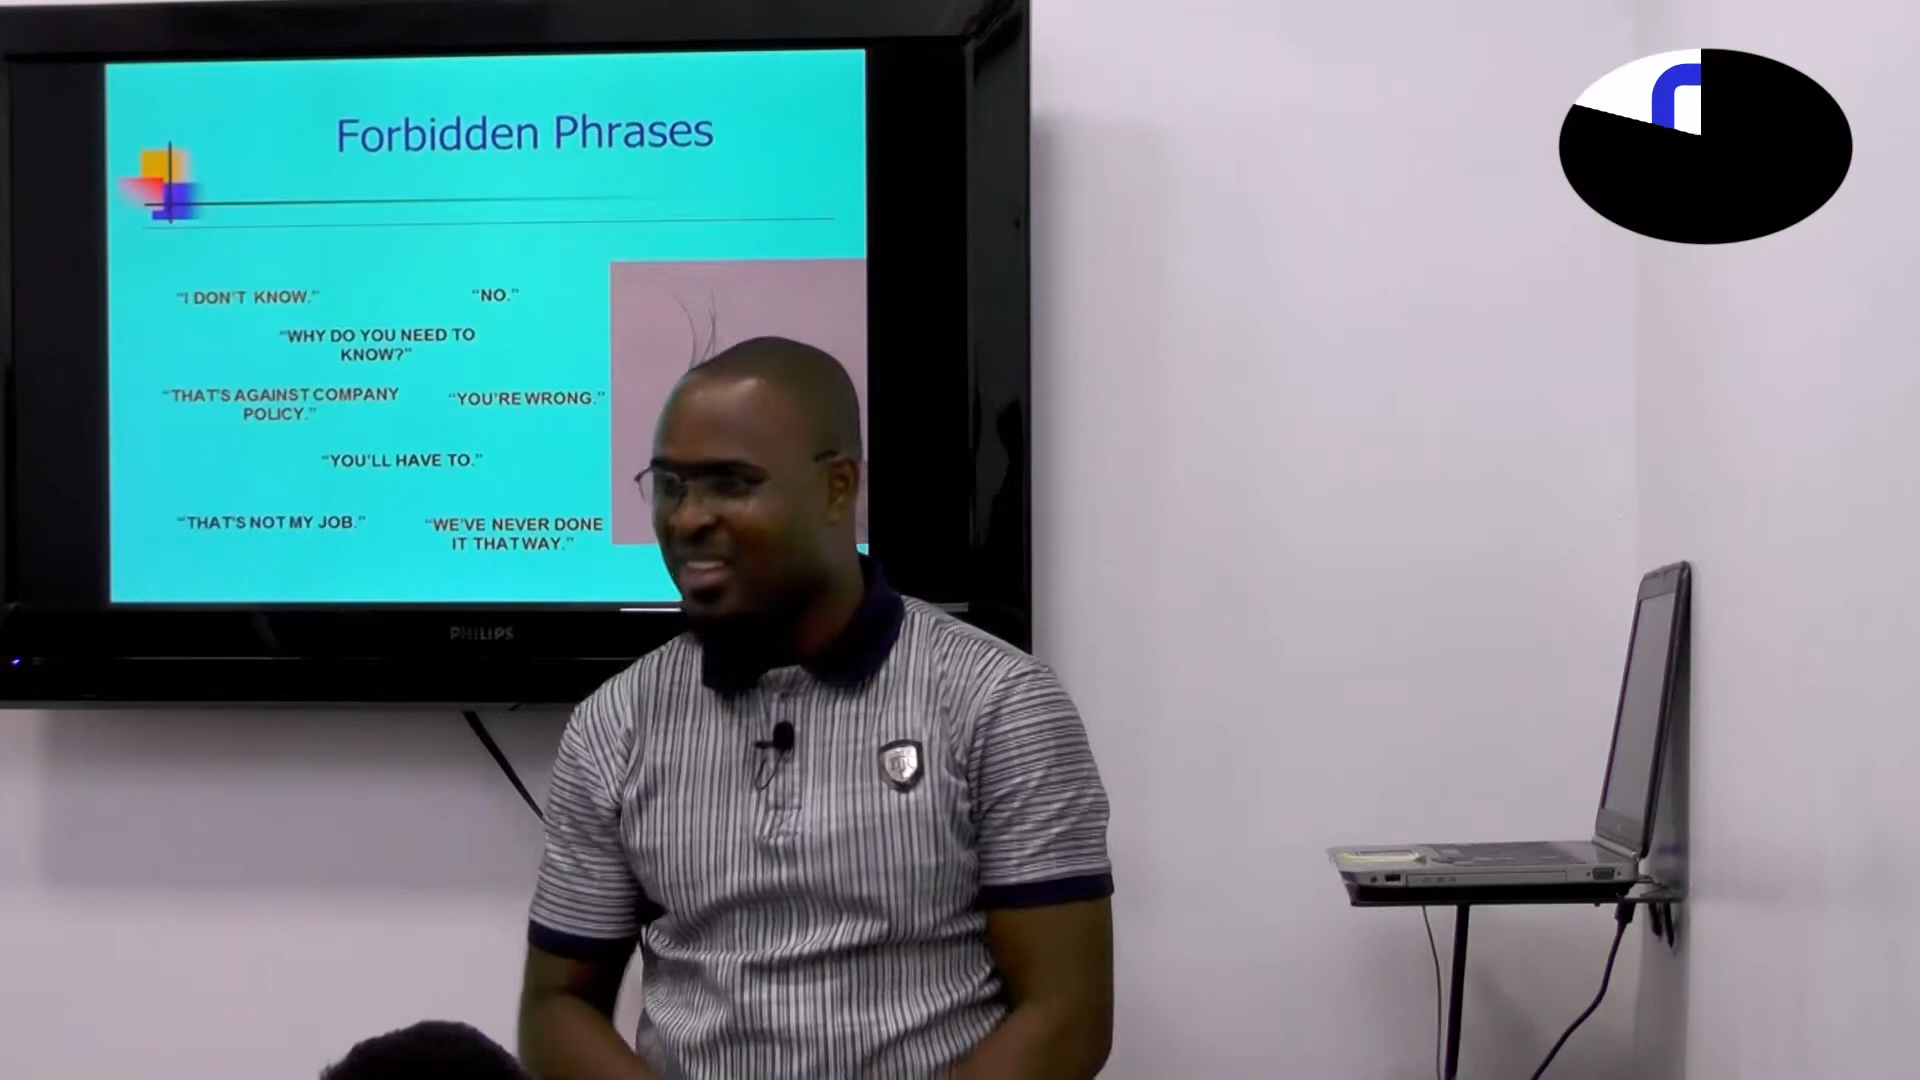 Forbidden Phrases
“I DON'T KNOW.”
“NO.”
“WHY DO YOU NEED TO
KNOW?”
“THAT'S AGAINST COMPANY
POLICY.”
“YOU'RE WRONG.”
“YOU'LL HAVE TO.”
“THAT'S NOT MY JOB.”
“WE'VE NEVER DONE
IT THAT WAY.”
PHILIPS